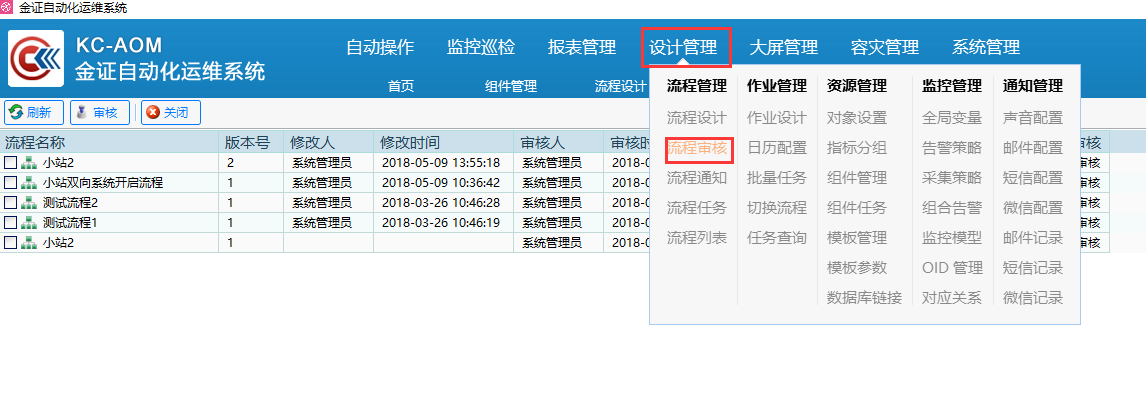 金证自动化运维系统
KC-AOM
金证自动化运维系统
自动操作 监控巡检 报表管理 设计管理 大屏管理 容灾管理 系统管理
首页 组件管理 流程设计
刷新 审核 关闭
流程名称 版本号 修改人 修改时间 审核人 审核时 审核
小站2 2 系统管理员 2018-05-09 13:55:18 系统管理员 2018-0 审核
小站双向系统开启流程 1 系统管理员 2018-05-09 10:36:42 系统管理员 2018-0 审核
测试流程2 1 系统管理员 2018-03-26 10:46:28 系统管理员 2018-0 审核
测试流程1 1 系统管理员 2018-03-26 10:46:19 系统管理员 2018-0 审核
小站2 1 系统管理员 2018-0 审核
流程管理 作业管理 资源管理 监控管理 通知管理
流程设计 作业设计 对象设置 全局变量 声音配置
流程审核 日历配置 指标分组 告警策略 邮件配置
流程通知 批量任务 组件管理 采集策略 短信配置
流程任务 切换流程 组件任务 组合告警 微信配置
流程列表 任务查询 模板管理 监控模型 邮件记录
模板参数 OID 管理 短信记录
数据库链接 对应关系 微信记录